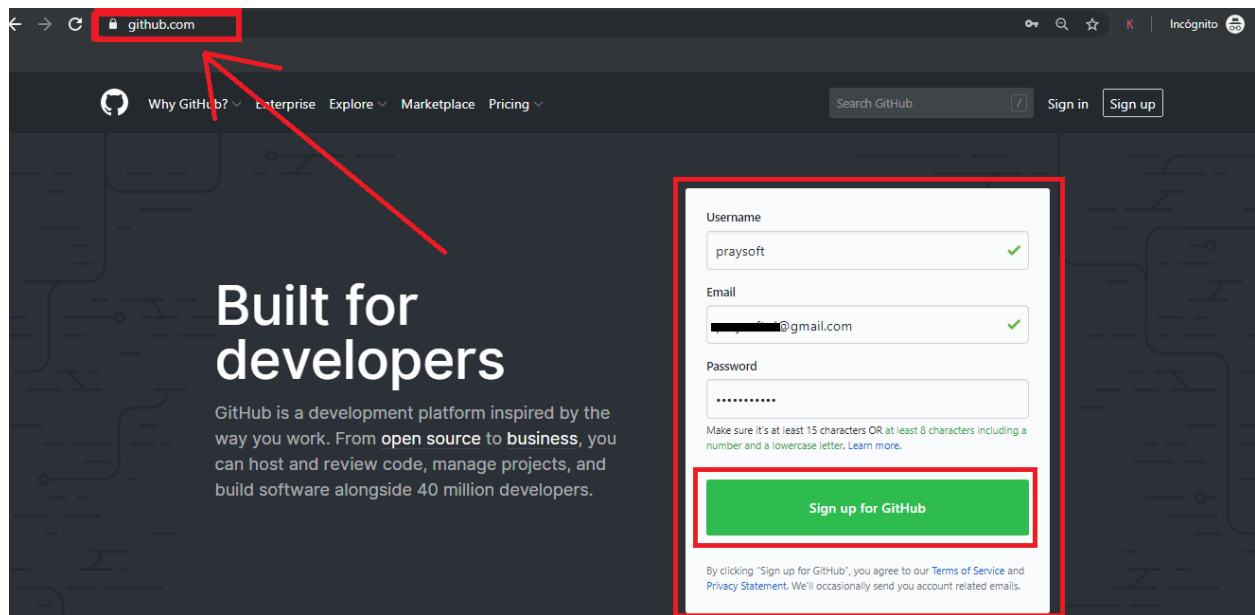 github.com
Incógnito
Why GitHub? Enterprise Explore Marketplace Pricing
Search GitHub /
Sign in Sign up
Built for
developers
GitHub is a development platform inspired by the
way you work. From open source to business, you
can host and review code, manage projects, and
build software alongside 40 million developers.
Username
praysoft
Email
@gmail.com
Password
•••••••••••
Make sure it's at least 15 characters OR at least 8 characters including a
number and a lowercase letter. Learn more.
Sign up for GitHub
By clicking "Sign up for GitHub", you agree to our Terms of Service and
Privacy Statement. We'll occasionally send you account related emails.